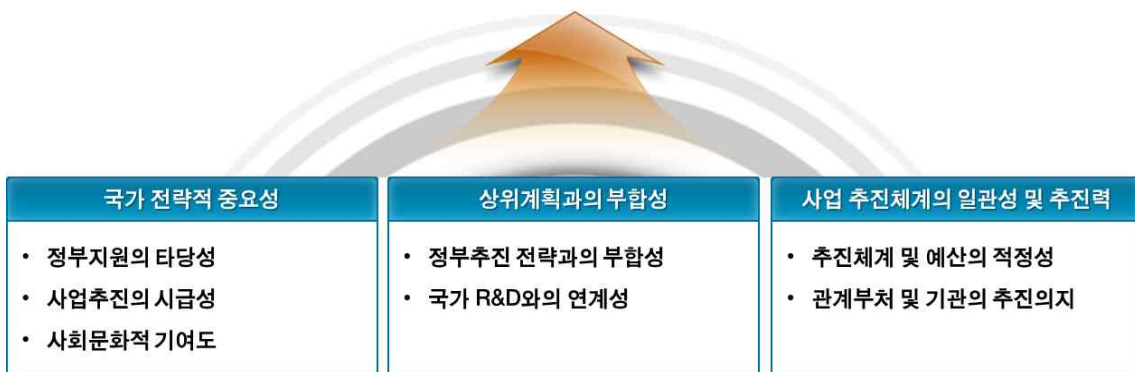 국가 전략적 중요성
• 정부지원의 타당성
• 사업추진의 시급성
• 사회문화적 기여도
상위계획과의 부합성
• 정부추진 전략과의 부합성
• 국가 R&D와의 연계성
사업 추진체계의 일관성 및 추진력
• 추진체계 및 예산의 적정성
• 관계부처 및 기관의 추진의지